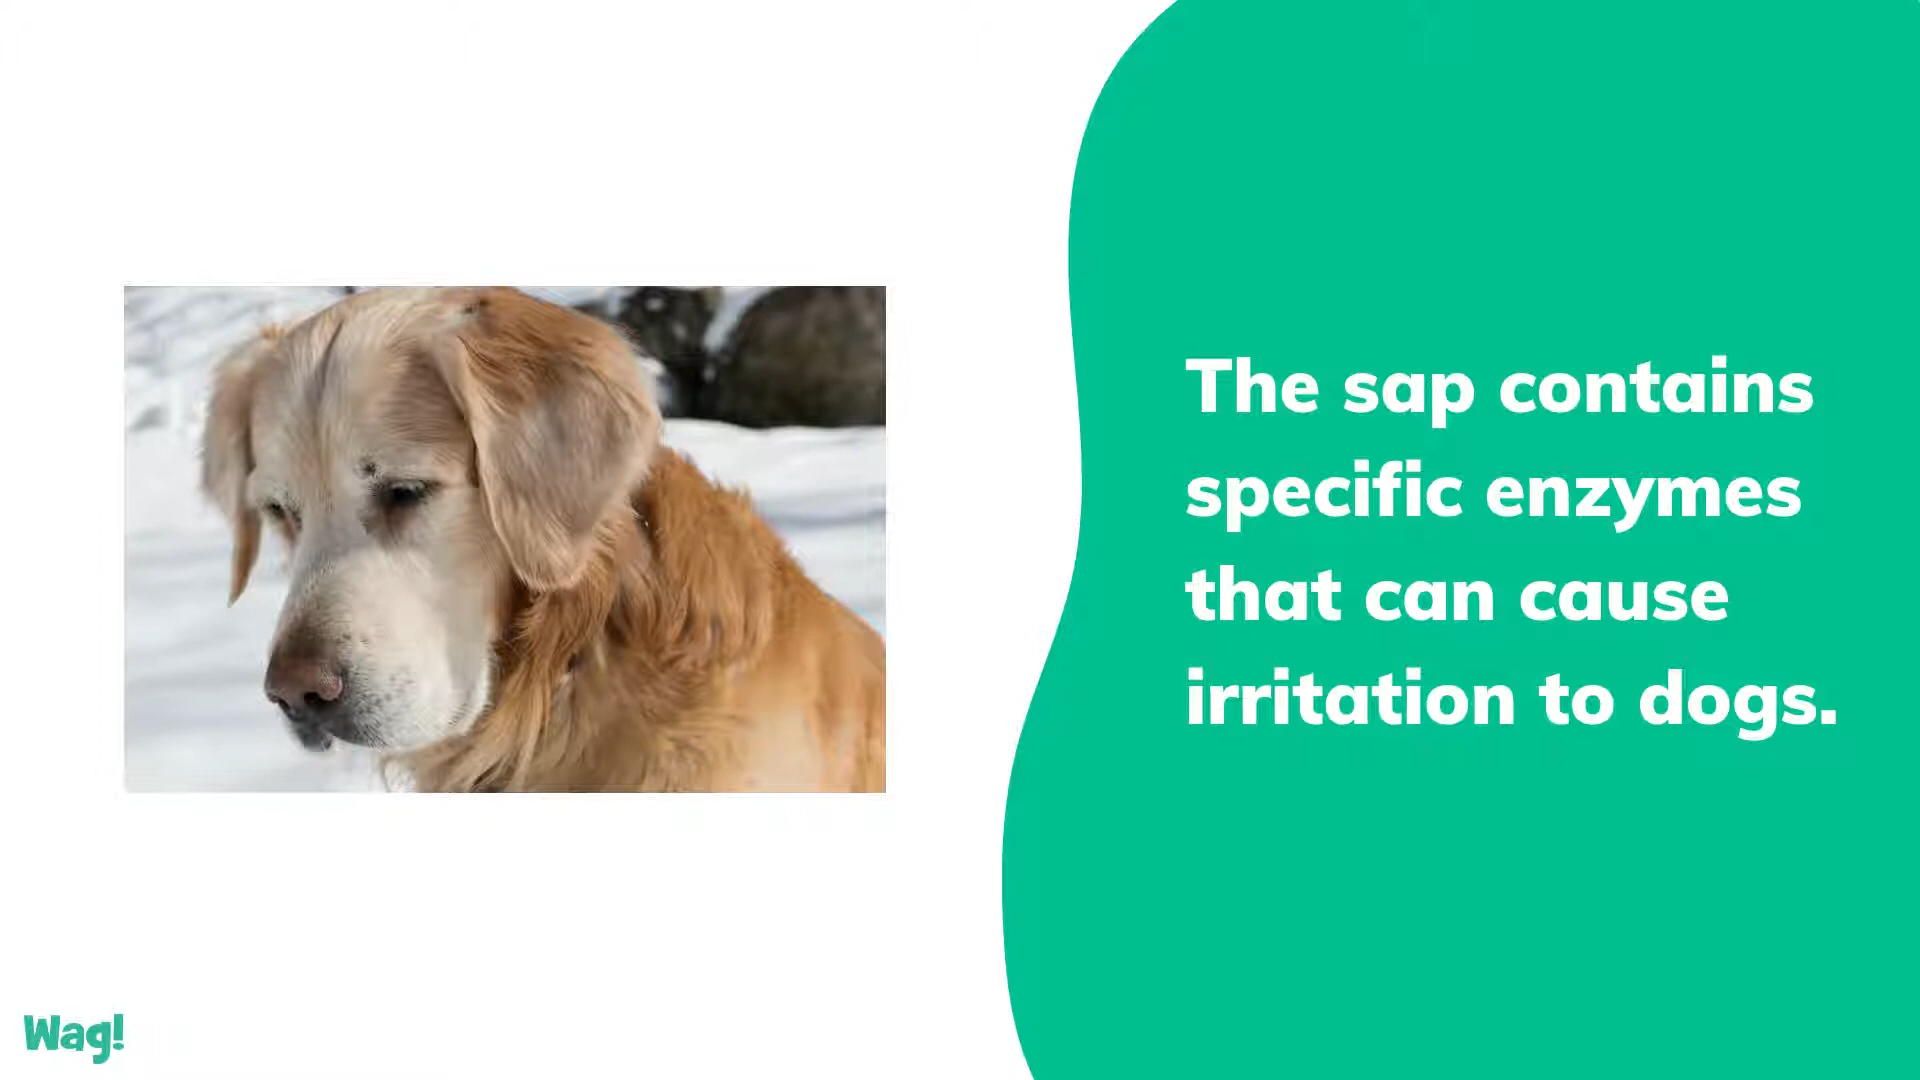 The sap contains
specific enzymes
that can cause
irritation to dogs.
Wag!